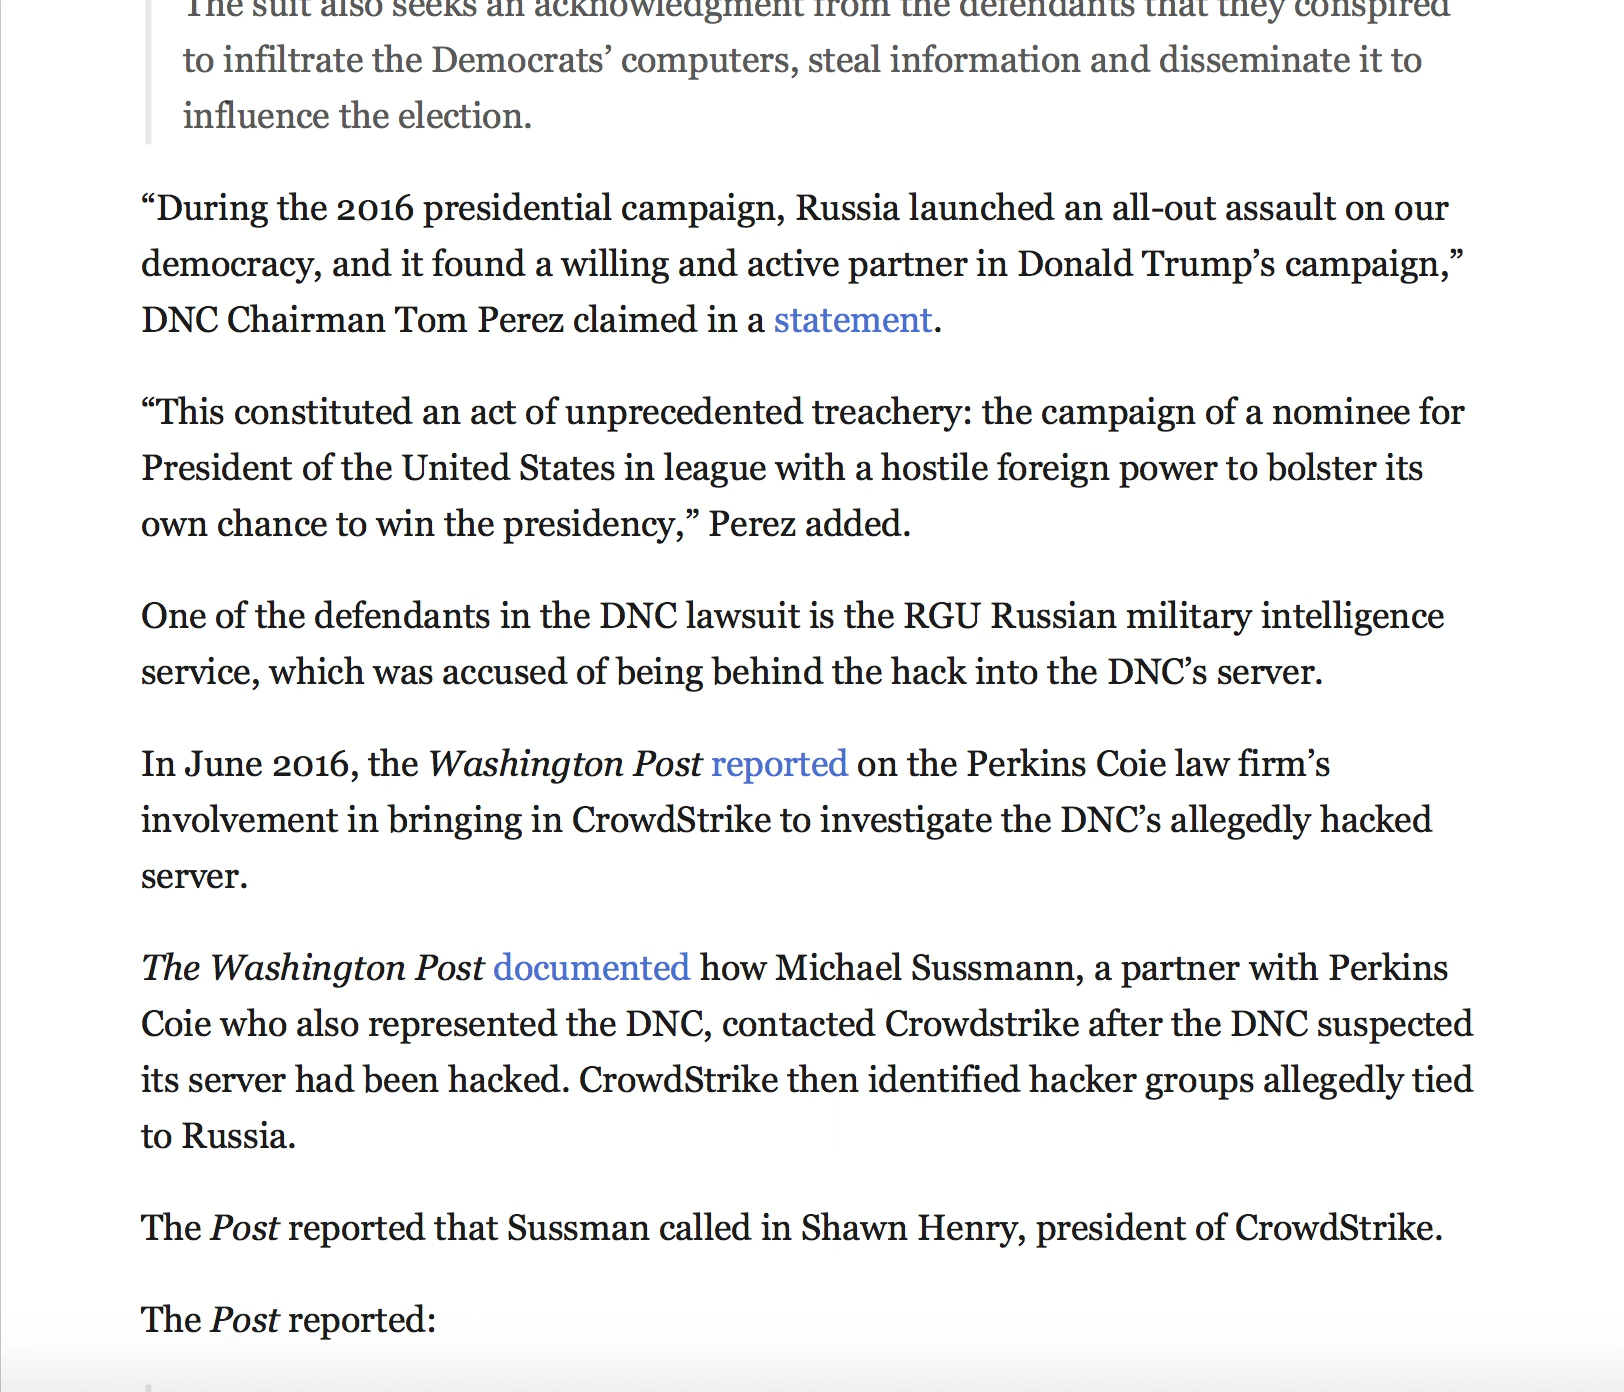 The suit also seeks an acknowledgment from the defendants that they conspired
to infiltrate the Democrats’ computers, steal information and disseminate it to
influence the election.
“During the 2016 presidential campaign, Russia launched an all-out assault on our
democracy, and it found a willing and active partner in Donald Trump’s campaign,”
DNC Chairman Tom Perez claimed in a statement.
“This constituted an act of unprecedented treachery: the campaign of a nominee for
President of the United States in league with a hostile foreign power to bolster its
own chance to win the presidency,” Perez added.
One of the defendants in the DNC lawsuit is the RGU Russian military intelligence
service, which was accused of being behind the hack into the DNC’s server.
In June 2016, the Washington Post reported on the Perkins Coie law firm’s
involvement in bringing in CrowdStrike to investigate the DNC’s allegedly hacked
server.
The Washington Post documented how Michael Sussmann, a partner with Perkins
Coie who also represented the DNC, contacted Crowdstrike after the DNC suspected
its server had been hacked. CrowdStrike then identified hacker groups allegedly tied
to Russia.
The Post reported that Sussman called in Shawn Henry, president of CrowdStrike.
The Post reported: